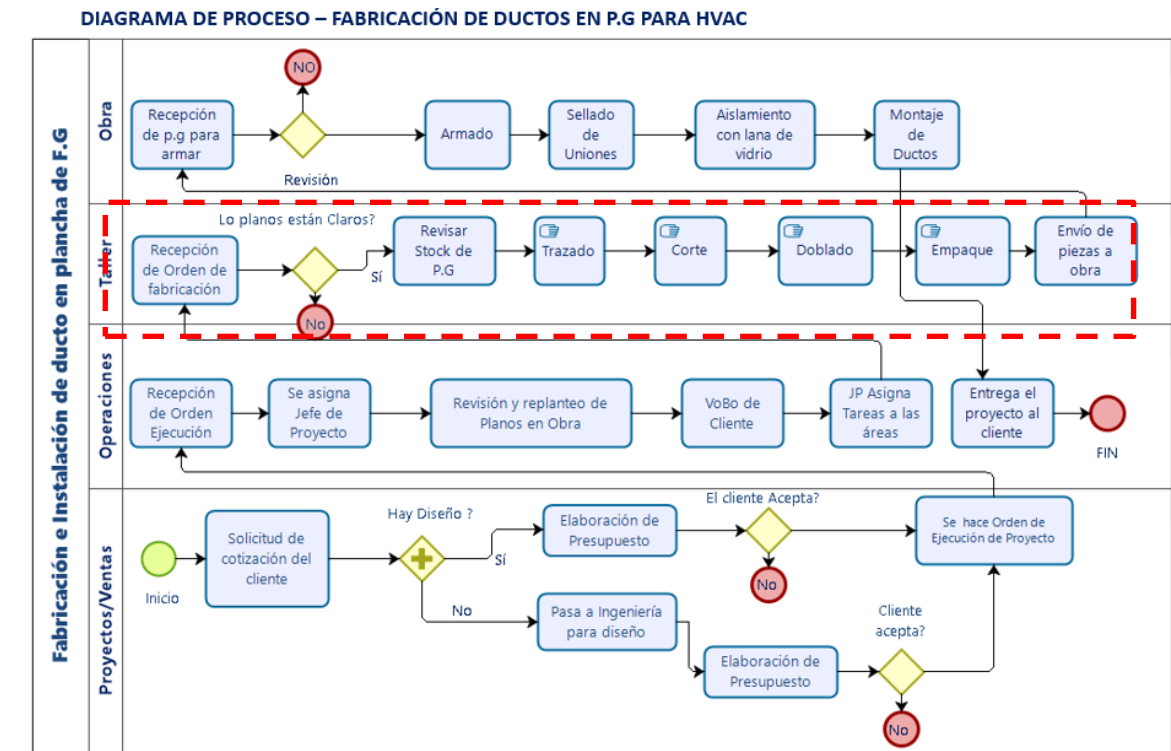 DIAGRAMA DE PROCESO – FABRICACIÓN DE DUCTOS EN P.G PARA HVAC
Fabricación e Instalación de ducto en plancha de F.G
Obra
NO
Recepción
de p.g para
armar
Revisión
Armado
Sellado
de
Uniones
Aislamiento
con lana de
vidrio
Montaje
de
Ductos
Taller
Lo planos están Claros?
Recepción
de Orden de
fabricación
Sí
No
Revisar
Stock de
P.G
Trazado
Corte
Doblado
Empaque
Envío de
piezas a
obra
Operaciones
Recepción
de Orden
Ejecución
Se asigna
Jefe de
Proyecto
Revisión y replanteo de
Planos en Obra
VoBo de
Cliente
JP Asigna
Tareas a las
áreas
Entrega el
proyecto al
cliente
FIN
Proyectos/Ventas
Inicio
Solicitud de
cotización del
cliente
Hay Diseño ?
Sí
No
Elaboración de
Presupuesto
El cliente Acepta?
No
Se hace Orden de
Ejecución de Proyecto
Pasa a Ingeniería
para diseño
Elaboración de
Presupuesto
Cliente
acepta?
No